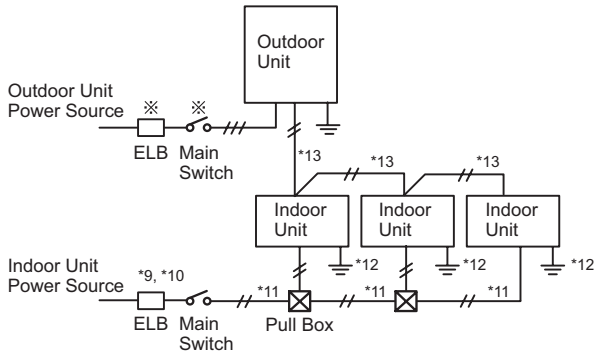 Outdoor
Unit
Outdoor Unit
Power Source
※
※
ELB
Main
Switch
*13
*13
*13
Indoor
Unit
Indoor
Unit
Indoor
Unit
*12
*12
*12
Indoor Unit
Power Source
*9, *10
*11
*11
*11
ELB
Main
Switch
Pull Box